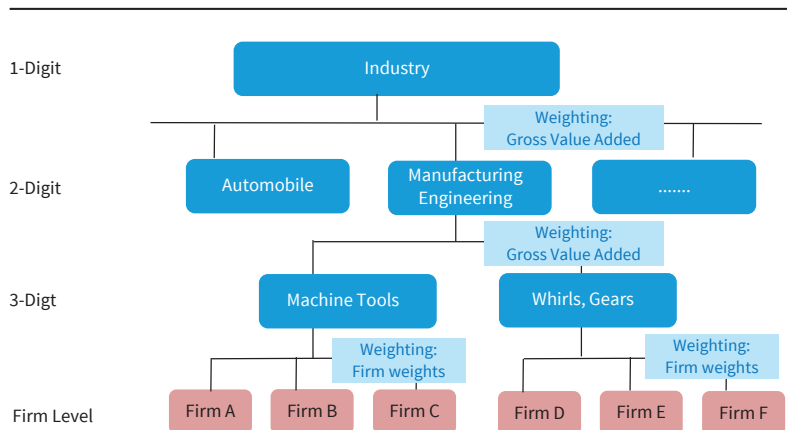 1-Digit
Industry
Weighting:
Gross Value Added
2-Digit
Automobile
Manufacturing
Engineering
.......
Weighting:
Gross Value Added
3-Digt
Machine Tools
Whirls, Gears
Weighting:
Firm weights
Weighting:
Firm weights
Firm Level
Firm A
Firm B
Firm C
Firm D
Firm E
Firm F